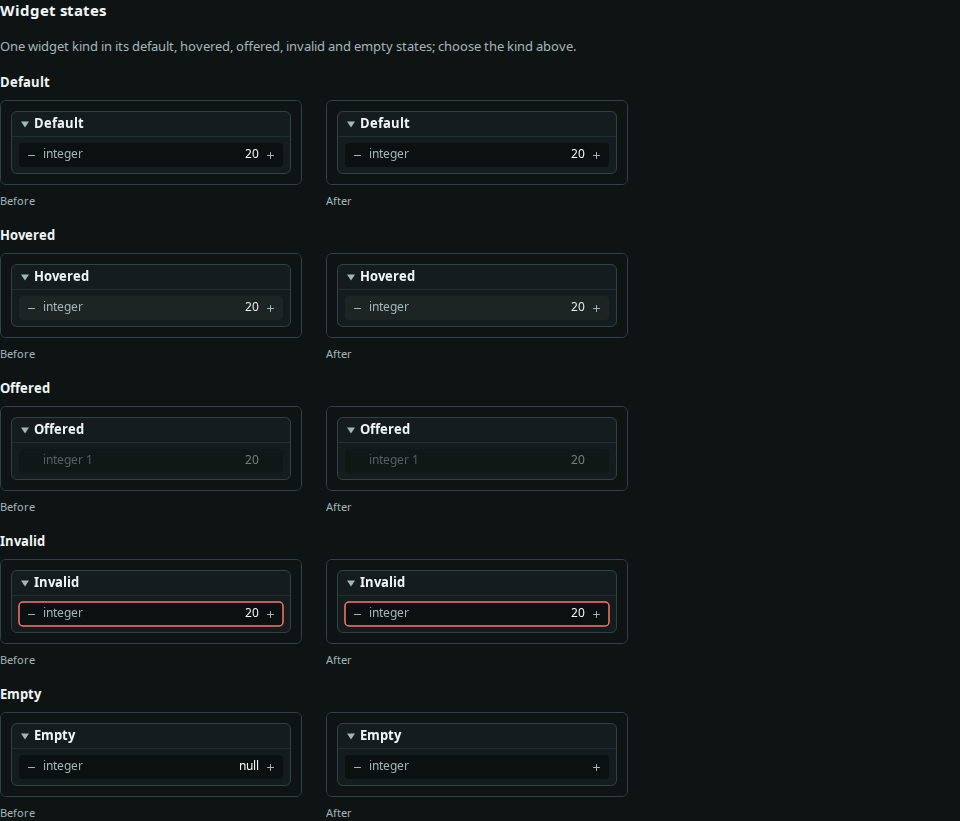 Widget states
One widget kind in its default, hovered, offered, invalid and empty states; choose the kind above.
Default
▼ Default
− integer 20 +
Before
▼ Default
− integer 20 +
After
Hovered
▼ Hovered
− integer 20 +
Before
▼ Hovered
− integer 20 +
After
Offered
▼ Offered
integer 1 20
Before
▼ Offered
integer 1 20
After
Invalid
▼ Invalid
− integer 20 +
Before
▼ Invalid
− integer 20 +
After
Empty
▼ Empty
− integer null +
Before
▼ Empty
− integer +
After